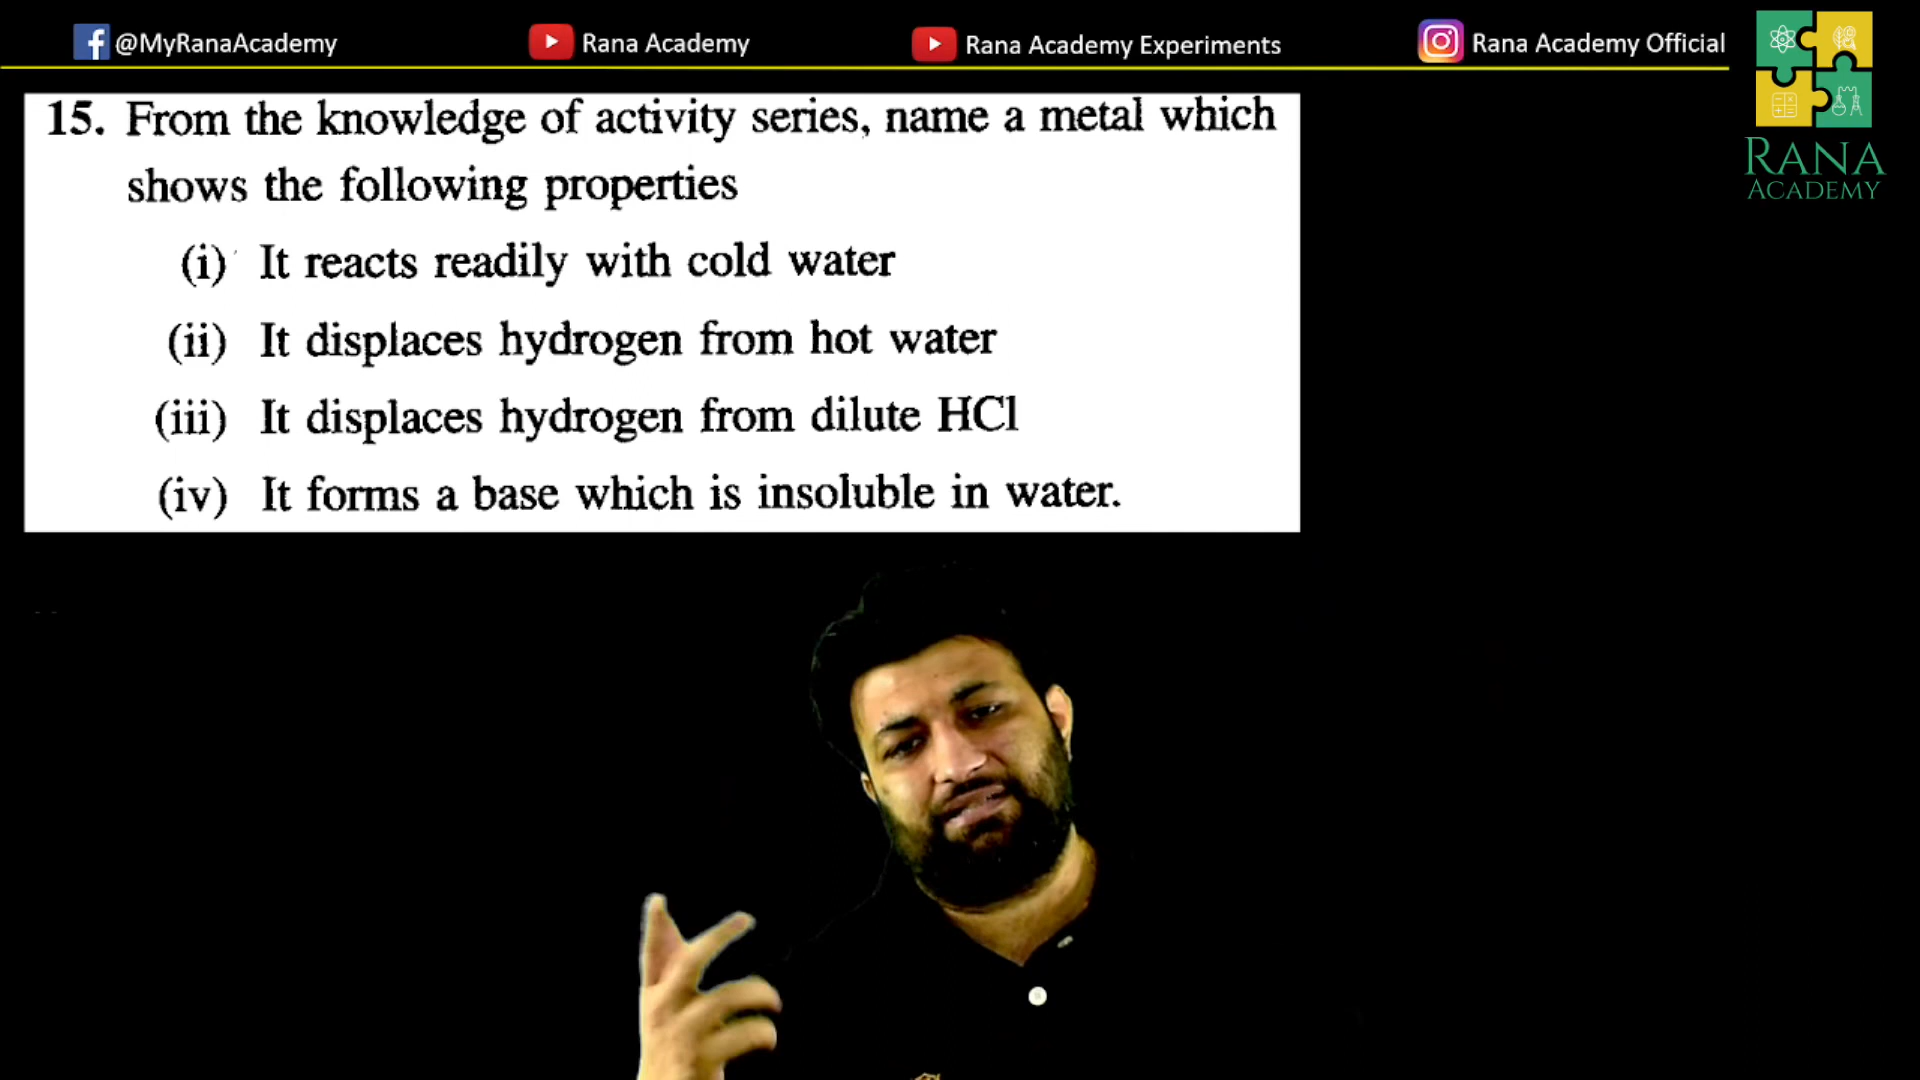 @MyRanaAcademy
Rana Academy
Rana Academy Experiments
Rana Academy Official
RANA
ACADEMY
15. From the knowledge of activity series, name a metal which
shows the following properties
(i) It reacts readily with cold water
(ii) It displaces hydrogen from hot water
(iii) It displaces hydrogen from dilute HCl
(iv) It forms a base which is insoluble in water.